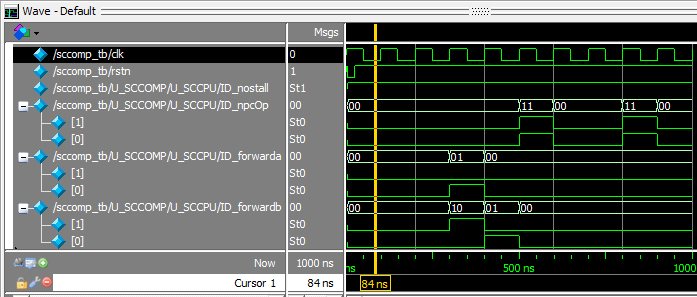 Wave - Default
Msgs
/sccomp_tb/clk 0
/sccomp_tb/rstn 1
/sccomp_tb/U_SCCOMP/U_SCCPU/ID_nostall St1
/sccomp_tb/U_SCCOMP/U_SCCPU/ID_npcOp 00 00 11 00 11 00
[1] St0
[0] St0
/sccomp_tb/U_SCCOMP/U_SCCPU/ID_forwarda 00 00 01 00
[1] St0
[0] St0
/sccomp_tb/U_SCCOMP/U_SCCPU/ID_forwardb 00 00 10 01 00
[1] St0
[0] St0
Now 1000 ns ns 500 ns 1000
Cursor 1 84 ns 84 ns